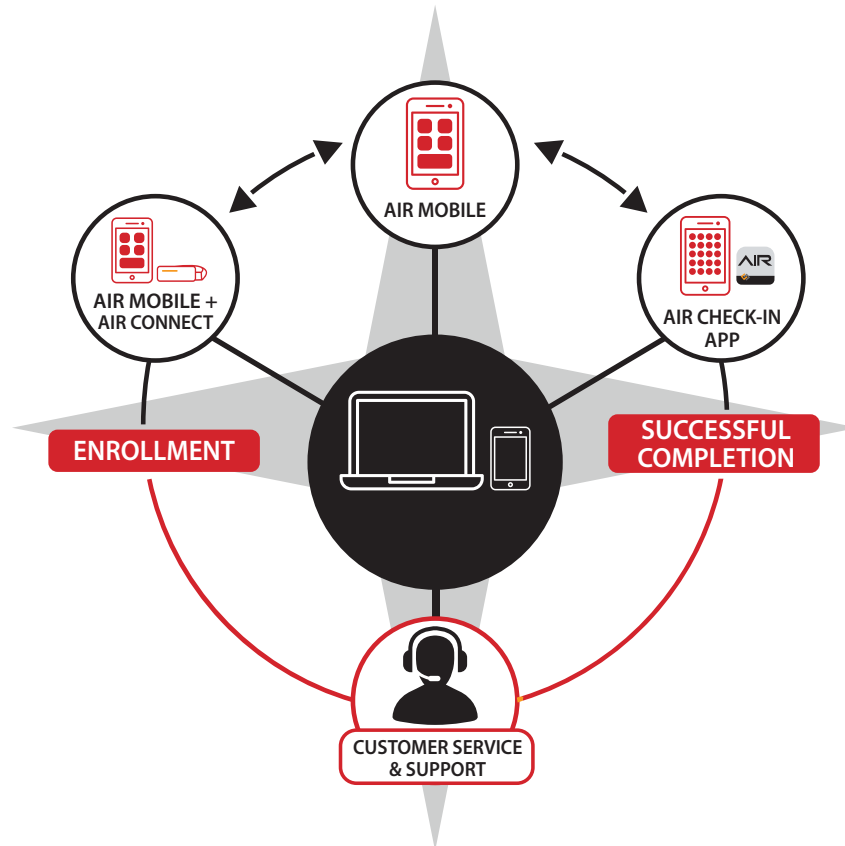 AIR MOBILE
AIR MOBILE +
AIR CONNECT
AIR
AIR CHECK-IN
APP
ENROLLMENT
SUCCESSFUL
COMPLETION
CUSTOMER SERVICE
& SUPPORT